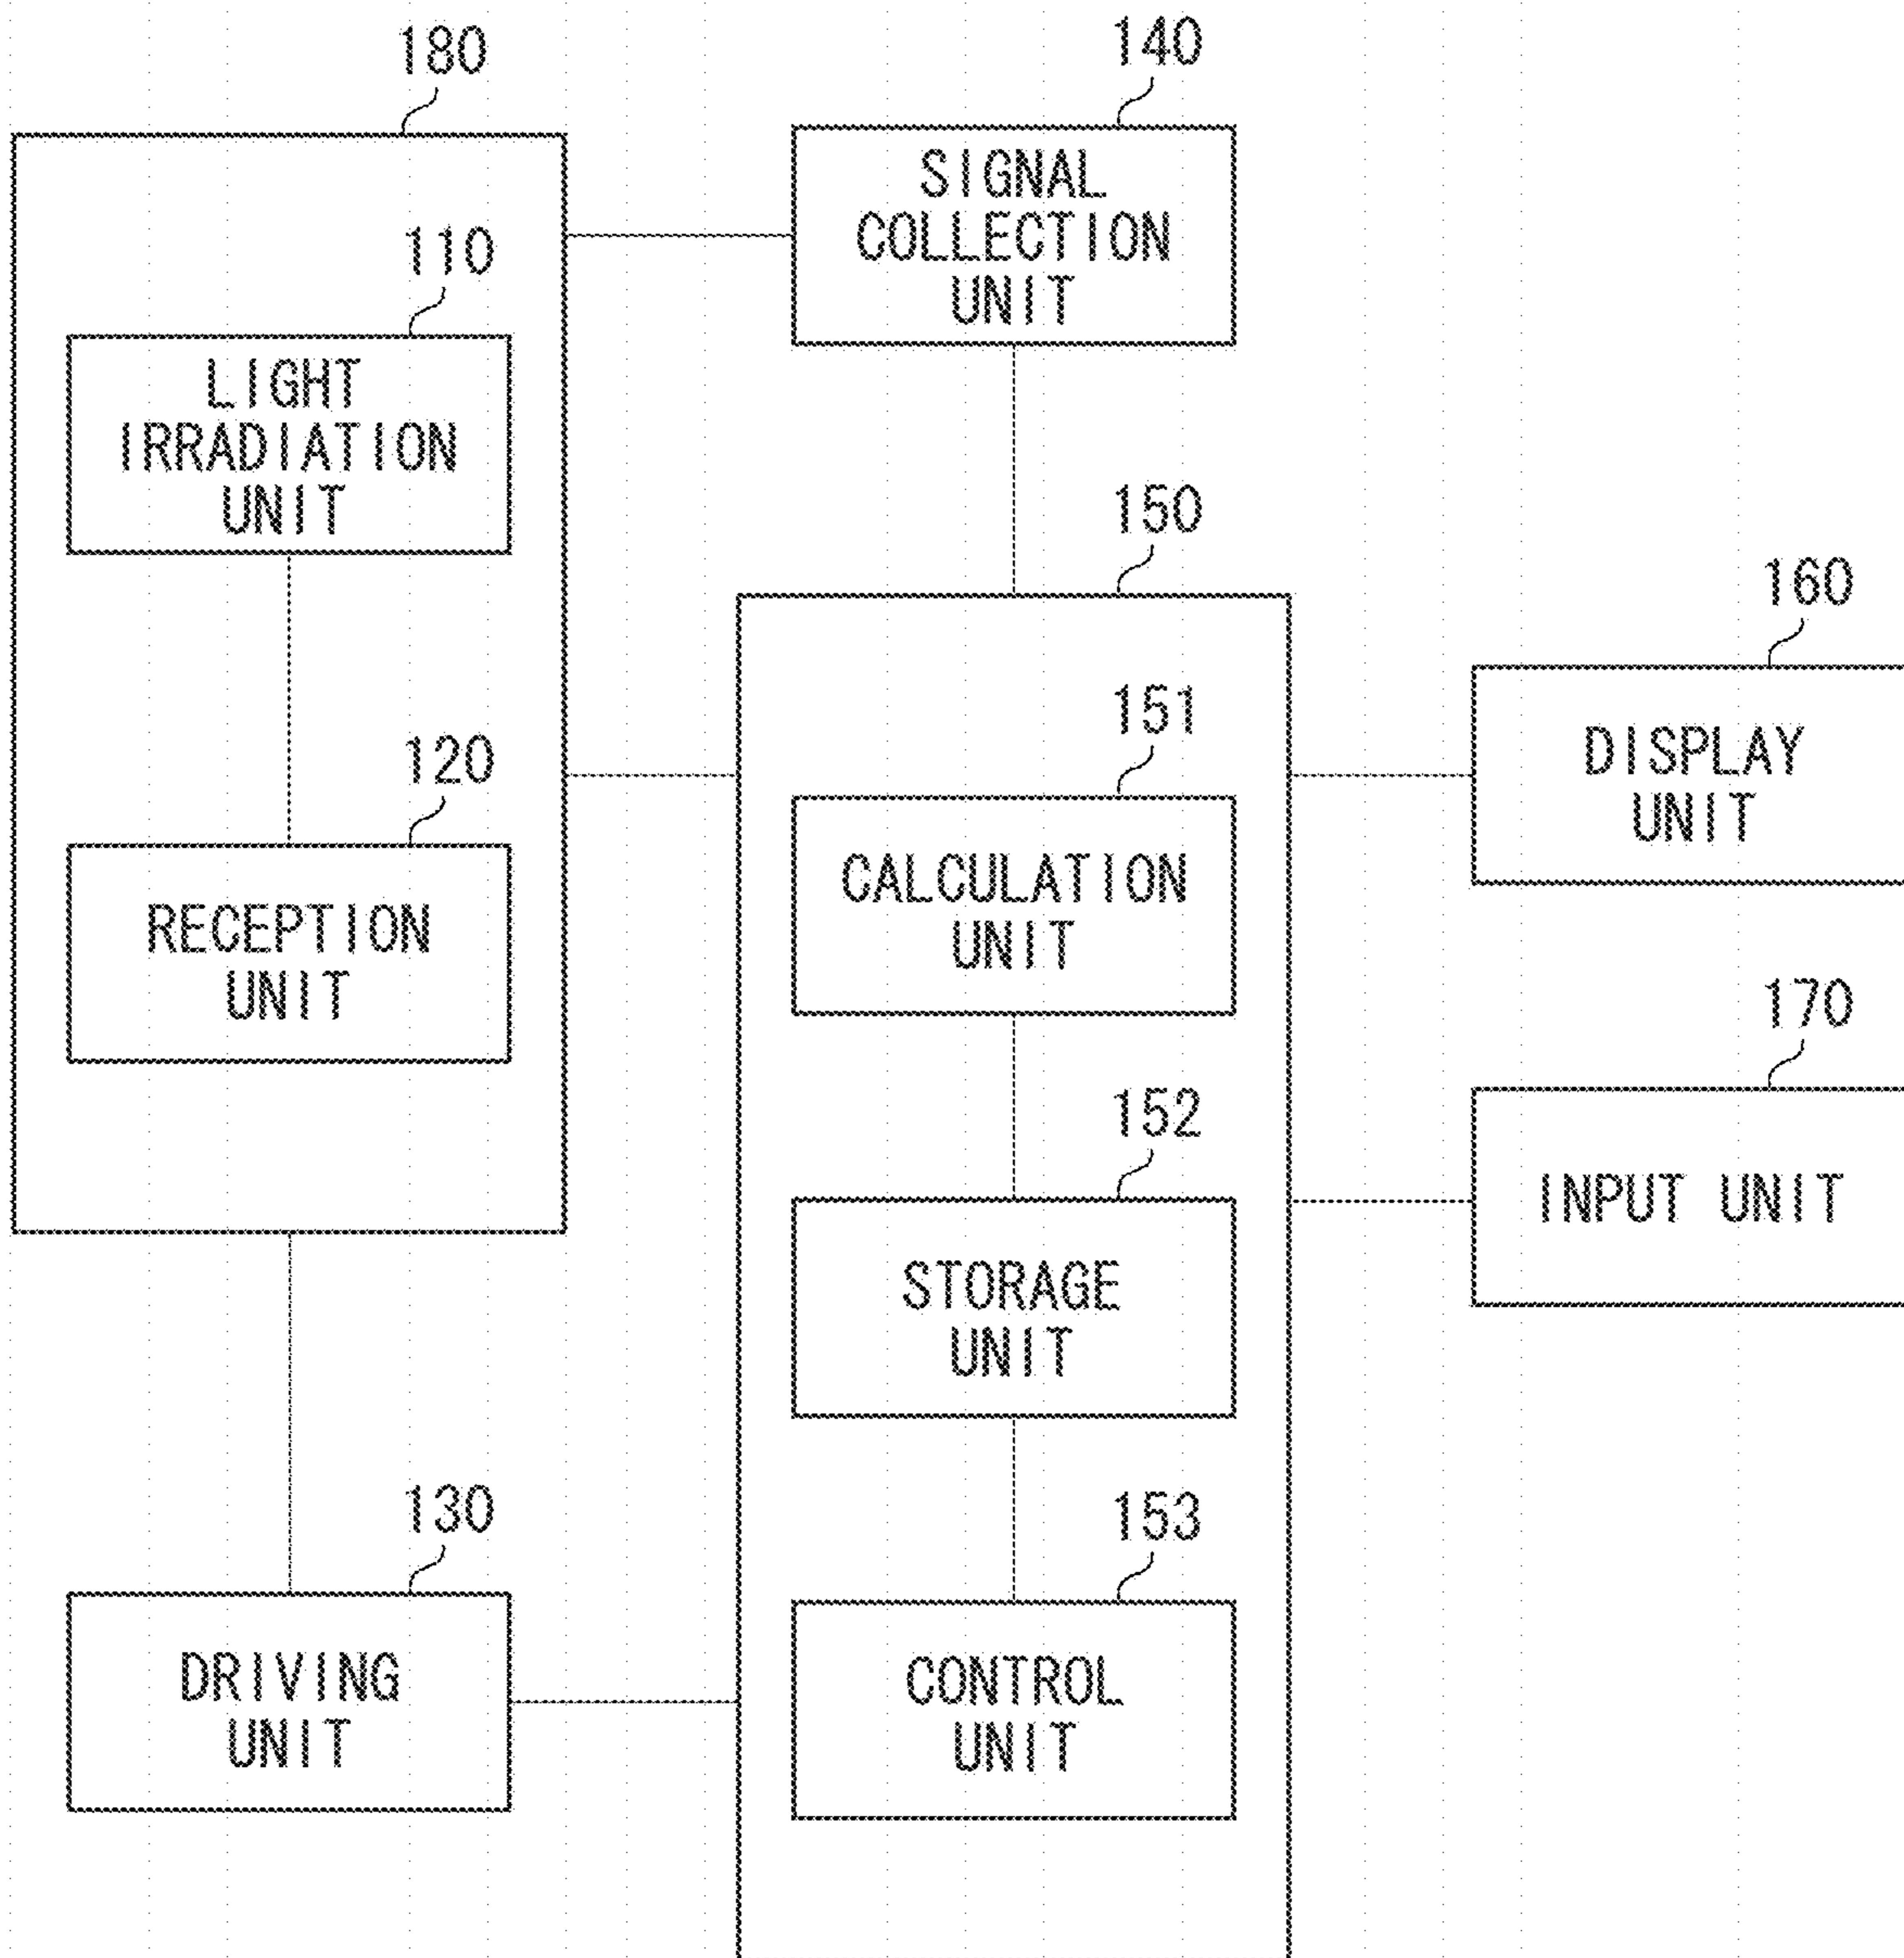 180
110
LIGHT
IRRADIATION
UNIT
120
RECEPTION
UNIT
130
DRIVING
UNIT
140
SIGNAL
COLLECTION
UNIT
150
151
CALCULATION
UNIT
152
STORAGE
UNIT
153
CONTROL
UNIT
160
DISPLAY
UNIT
170
INPUT UNIT